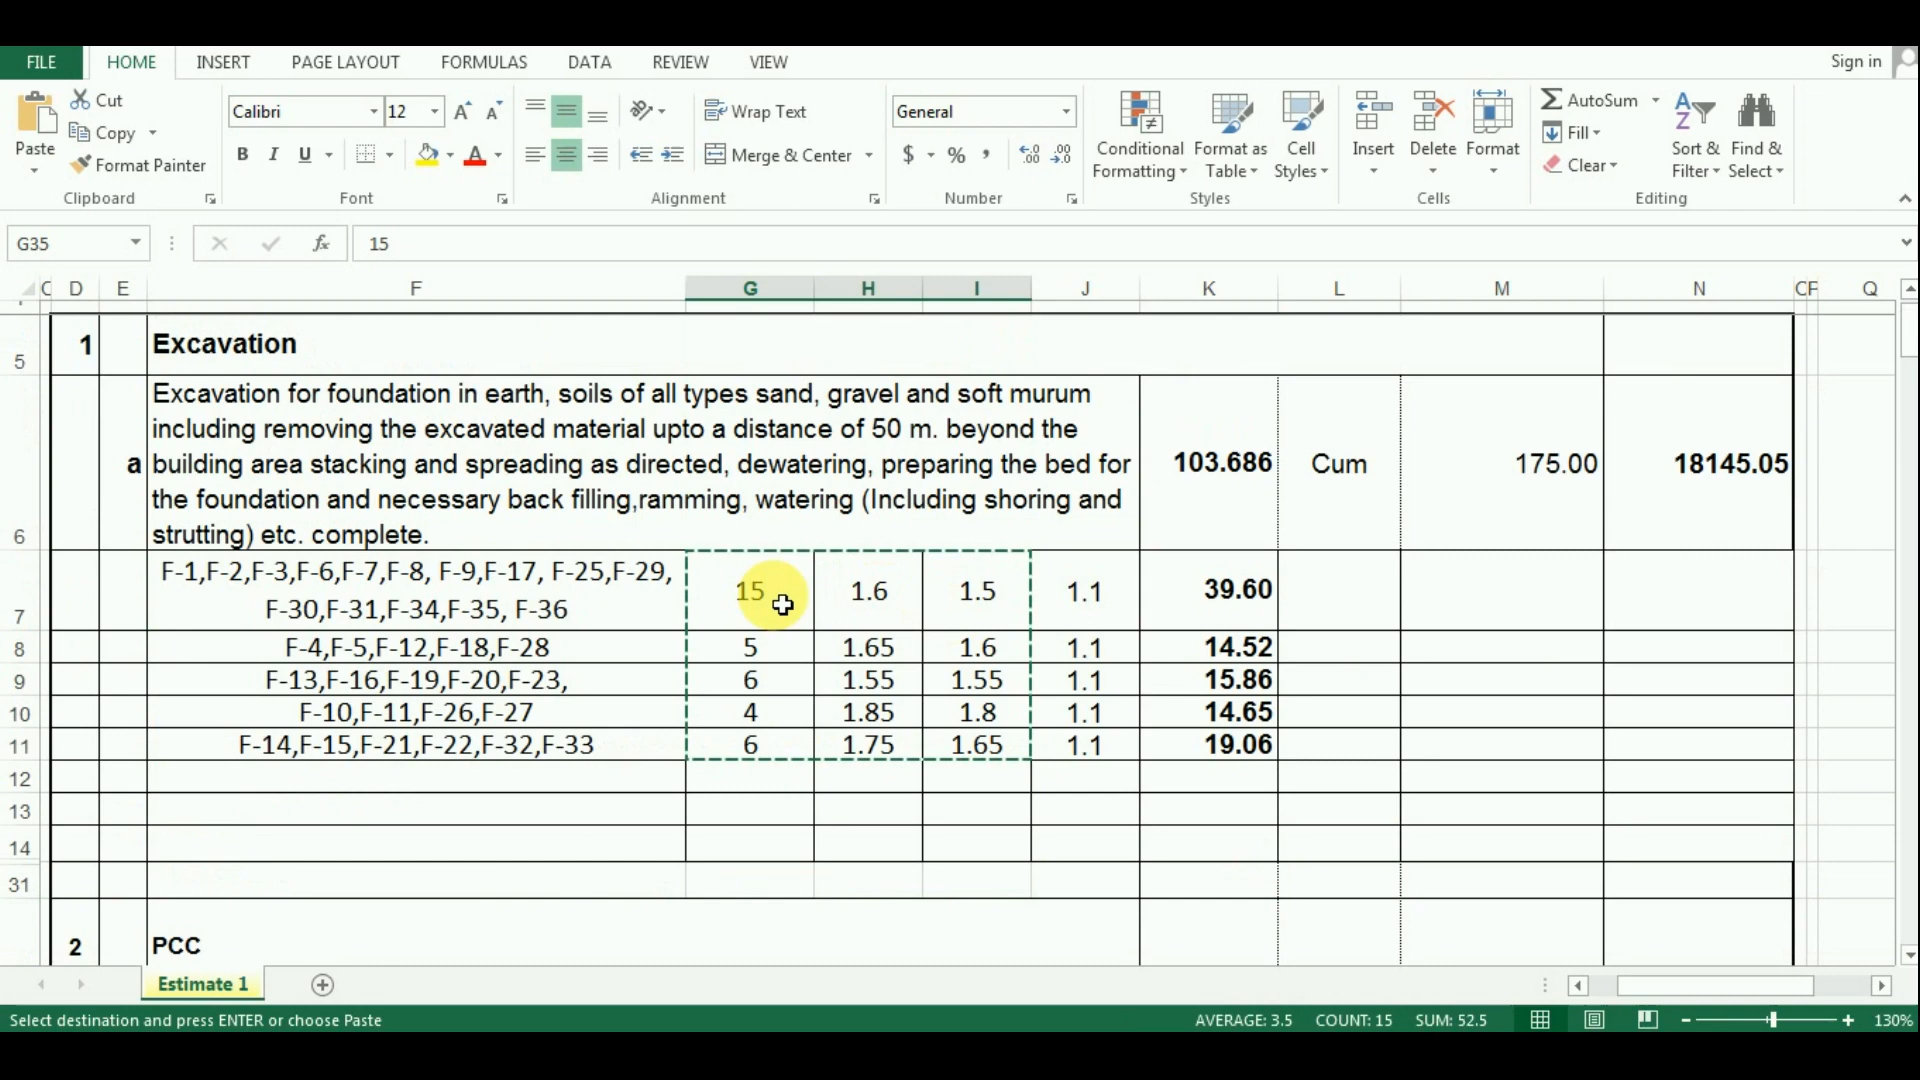 FILE HOME INSERT PAGE LAYOUT FORMULAS DATA REVIEW VIEW Sign in
Paste
Cut
Copy
Format Painter
Clipboard
Calibri 12
B I U
Font
Wrap Text
Merge & Center
Alignment
General
$ % ,
Number
Conditional Formatting
Format as Table
Cell Styles
Styles
Insert Delete Format
Cells
AutoSum
Fill
Clear
Sort & Filter
Find & Select
Editing
G35 fx 15
C D E F G H I J K L M N CF Q
5 1 Excavation
Excavation for foundation in earth, soils of all types sand, gravel and soft murum
including removing the excavated material upto a distance of 50 m. beyond the
a building area stacking and spreading as directed, dewatering, preparing the bed for 103.686 Cum 175.00 18145.05
the foundation and necessary back filling,ramming, watering (Including shoring and
6 strutting) etc. complete.
F-1,F-2,F-3,F-6,F-7,F-8, F-9,F-17, F-25,F-29,
7 F-30,F-31,F-34,F-35, F-36 15 1.6 1.5 1.1 39.60
8 F-4,F-5,F-12,F-18,F-28 5 1.65 1.6 1.1 14.52
9 F-13,F-16,F-19,F-20,F-23, 6 1.55 1.55 1.1 15.86
10 F-10,F-11,F-26,F-27 4 1.85 1.8 1.1 14.65
11 F-14,F-15,F-21,F-22,F-32,F-33 6 1.75 1.65 1.1 19.06
12
13
14
31
2 PCC
Estimate 1
Select destination and press ENTER or choose Paste AVERAGE: 3.5 COUNT: 15 SUM: 52.5 130%